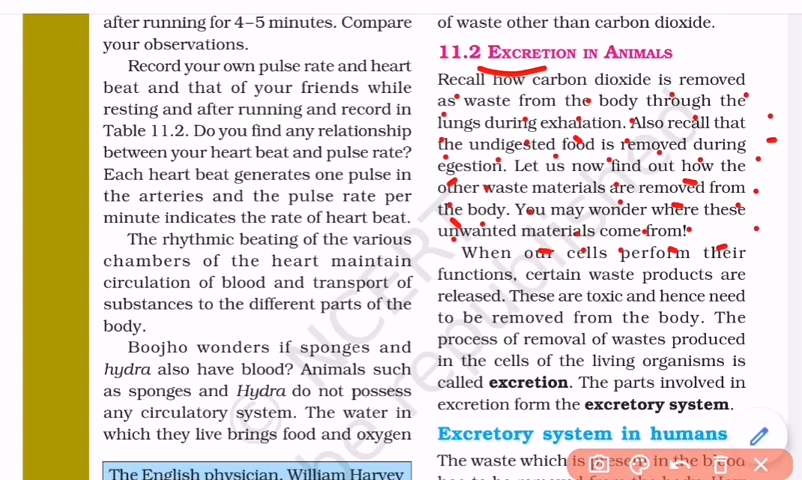 after running for 4–5 minutes. Compare
your observations.
Record your own pulse rate and heart
beat and that of your friends while
resting and after running and record in
Table 11.2. Do you find any relationship
between your heart beat and pulse rate?
Each heart beat generates one pulse in
the arteries and the pulse rate per
minute indicates the rate of heart beat.
The rhythmic beating of the various
chambers of the heart maintain
circulation of blood and transport of
substances to the different parts of the
body.
Boojho wonders if sponges and
hydra also have blood? Animals such
as sponges and Hydra do not possess
any circulatory system. The water in
which they live brings food and oxygen
The English physician, William Harvey
of waste other than carbon dioxide.
11.2 EXCRETION IN ANIMALS
Recall how carbon dioxide is removed
as waste from the body through the
lungs during exhalation. Also recall that
the undigested food is removed during
egestion. Let us now find out how the
other waste materials are removed from
the body. You may wonder where these
unwanted materials come from!
When our cells perform their
functions, certain waste products are
released. These are toxic and hence need
to be removed from the body. The
process of removal of wastes produced
in the cells of the living organisms is
called excretion. The parts involved in
excretion form the excretory system.
Excretory system in humans
The waste which is present in the blood
© NCERT
be republished